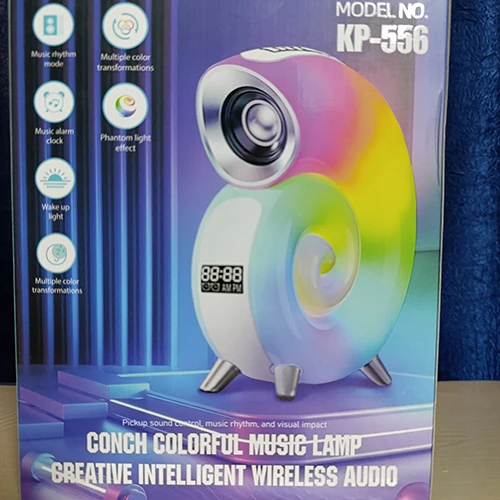 MODEL NO.
KP-556
Music rhythm
mode
Multiple color
transformations
Music alarm
clock
Phantom light
effect
Wake up
light
Multiple color
transformations
88:88
AM PM
Pickup sound control, music rhythm, and visual impact
CONCH COLORFUL MUSIC LAMP
CREATIVE INTELLIGENT WIRELESS AUDIO